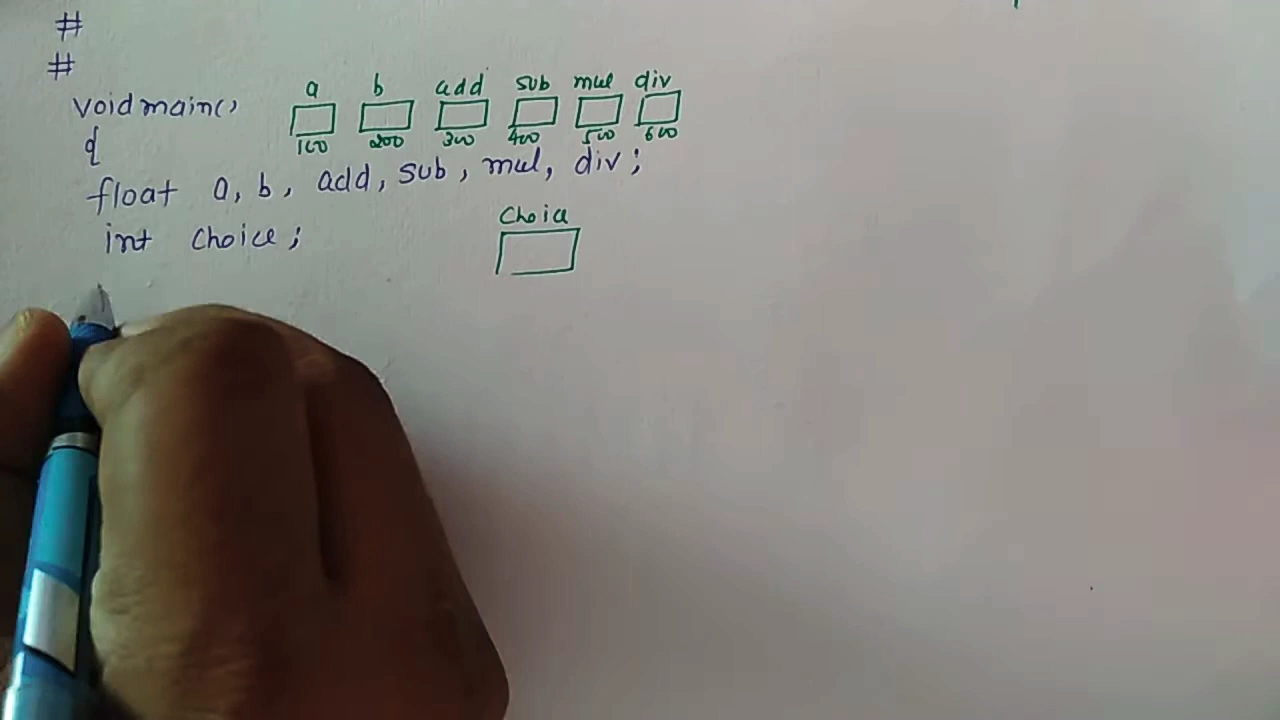 #
#
void main()
a b add sub mul div
100 200 300 400 500 600
{
float a, b, add, sub, mul, div;
choice
int choice;